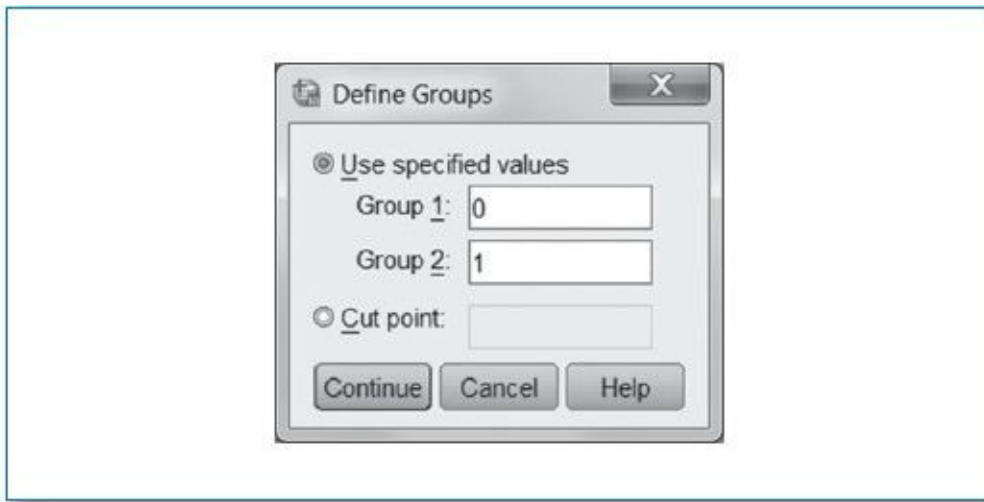 Define Groups
X
Use specified values
Group 1: 0
Group 2: 1
Cut point:
Continue Cancel Help